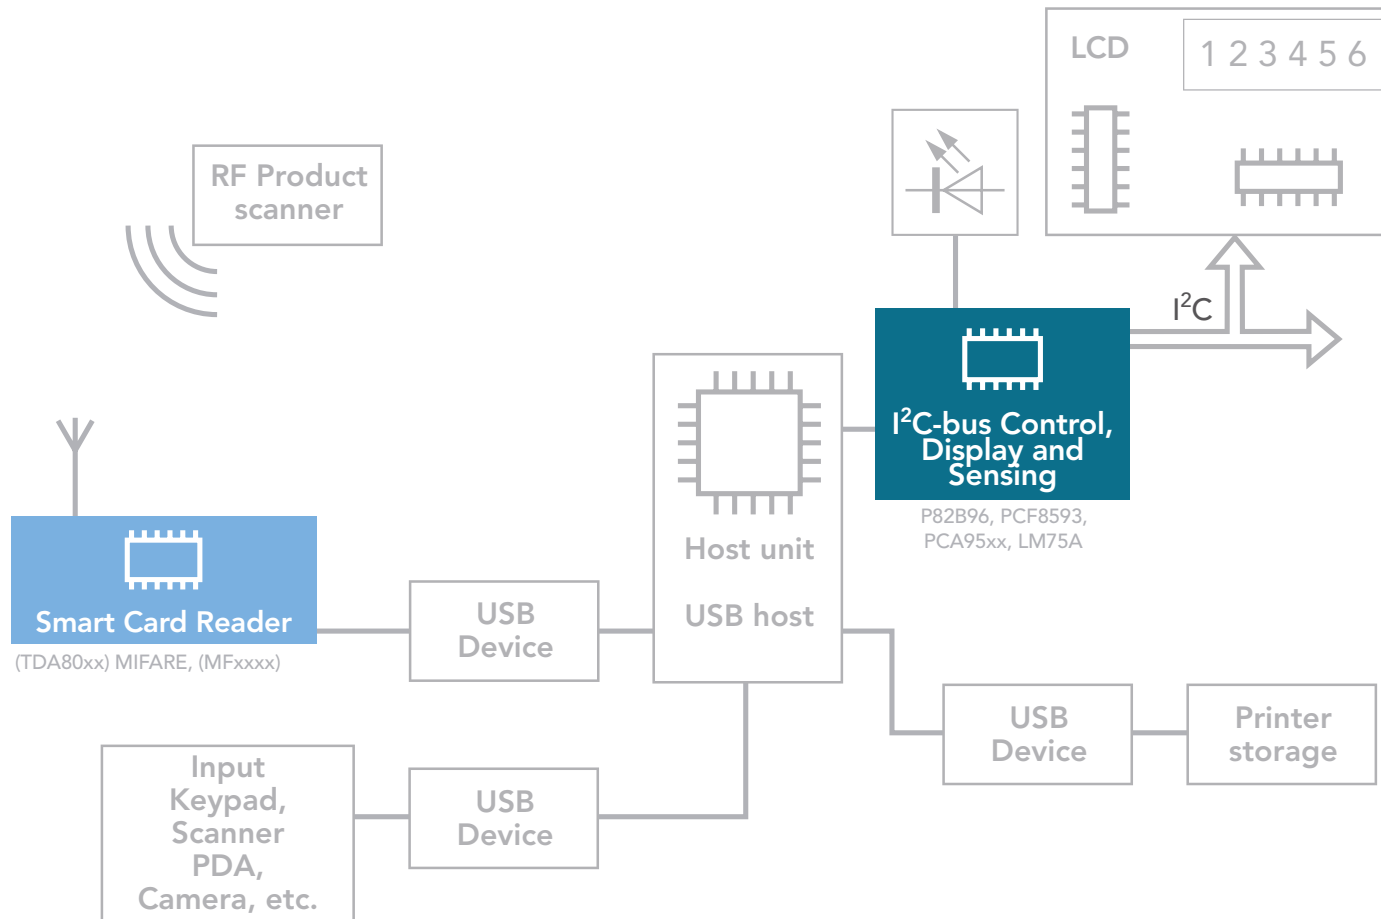 LCD
1 2 3 4 5 6
RF Product
scanner
I²C
I²C-bus Control,
Display and
Sensing
P82B96, PCF8593,
PCA95xx, LM75A
Host unit
USB host
Smart Card Reader
(TDA80xx) MIFARE, (MFxxxx)
USB
Device
USB
Device
Printer
storage
Input
Keypad,
Scanner
PDA,
Camera, etc.
USB
Device